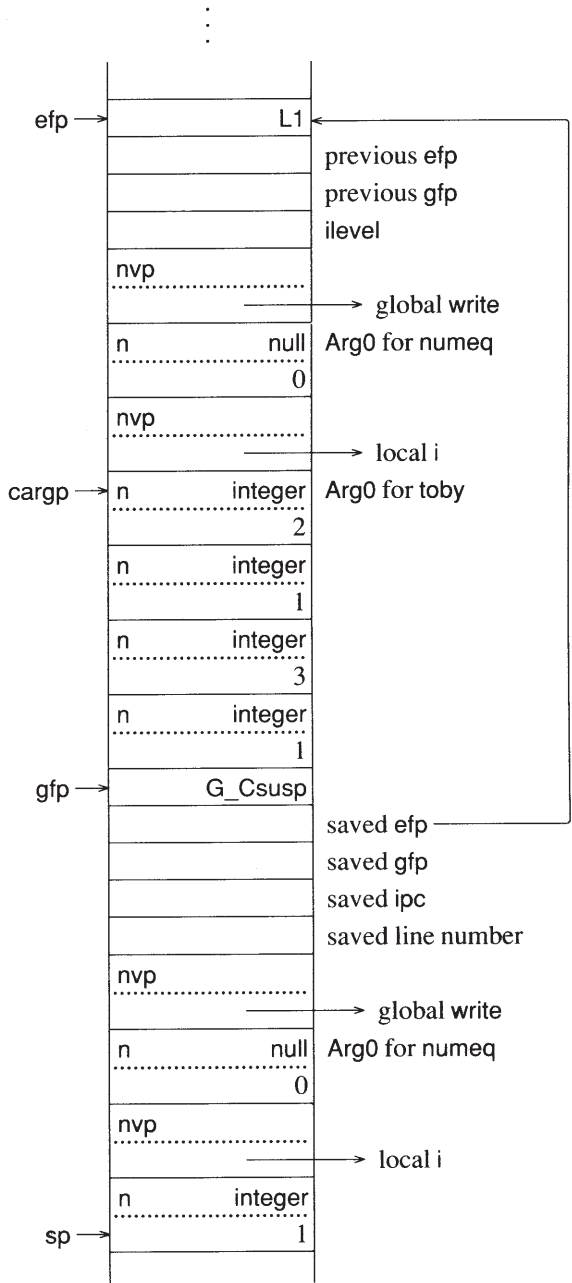 efp L1
previous efp
previous gfp
ilevel
nvp
global write
n null Arg0 for numeq
0
nvp
local i
cargp n integer Arg0 for toby
2
n integer
1
n integer
3
n integer
1
gfp G_Csusp
saved efp
saved gfp
saved ipc
saved line number
nvp
global write
n null Arg0 for numeq
0
nvp
local i
n integer
sp 1